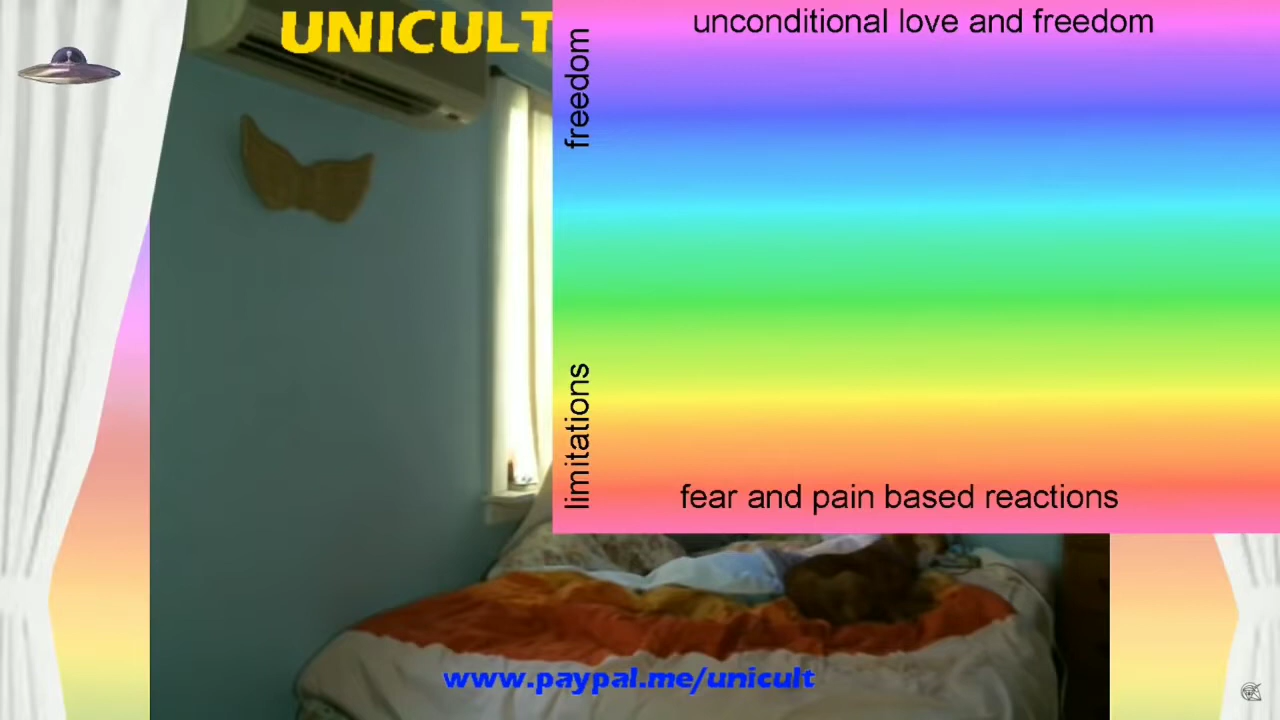 UNICULT
unconditional love and freedom
freedom
limitations
fear and pain based reactions
www.paypal.me/unicult